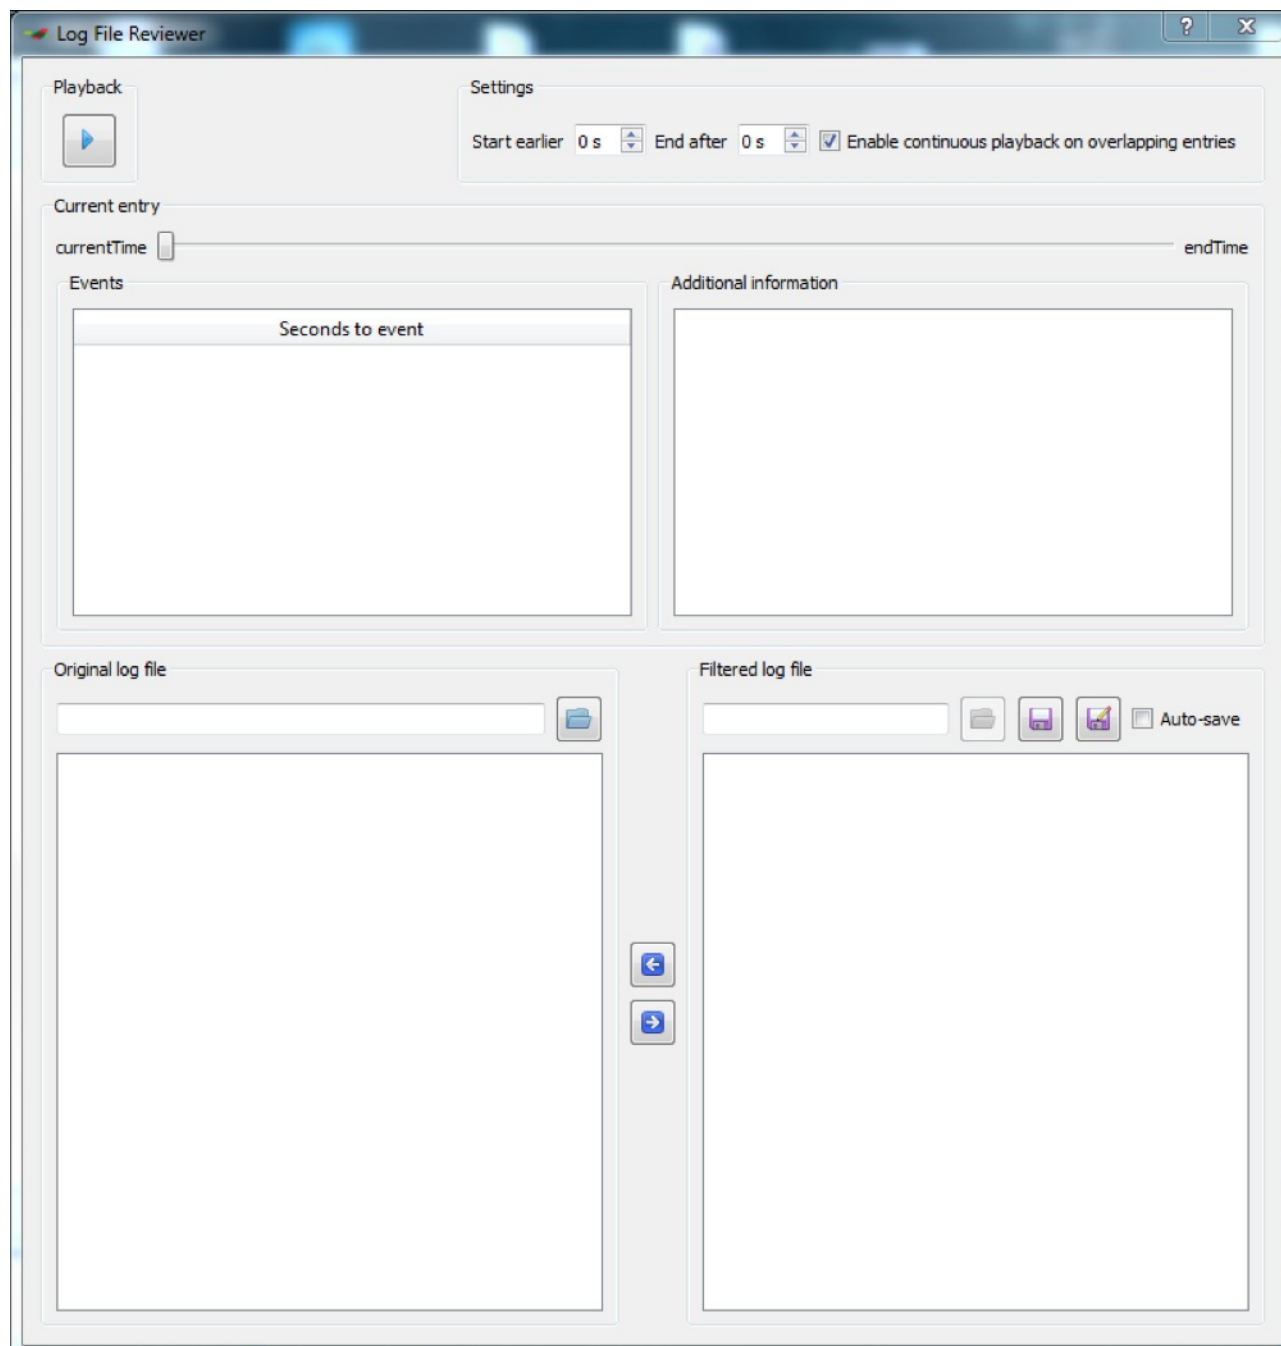 Log File Reviewer
?
Playback
Settings
Start earlier 0 s End after 0 s Enable continuous playback on overlapping entries
Current entry
currentTime endTime
Events
Additional information
Seconds to event
Original log file
Filtered log file
Auto-save